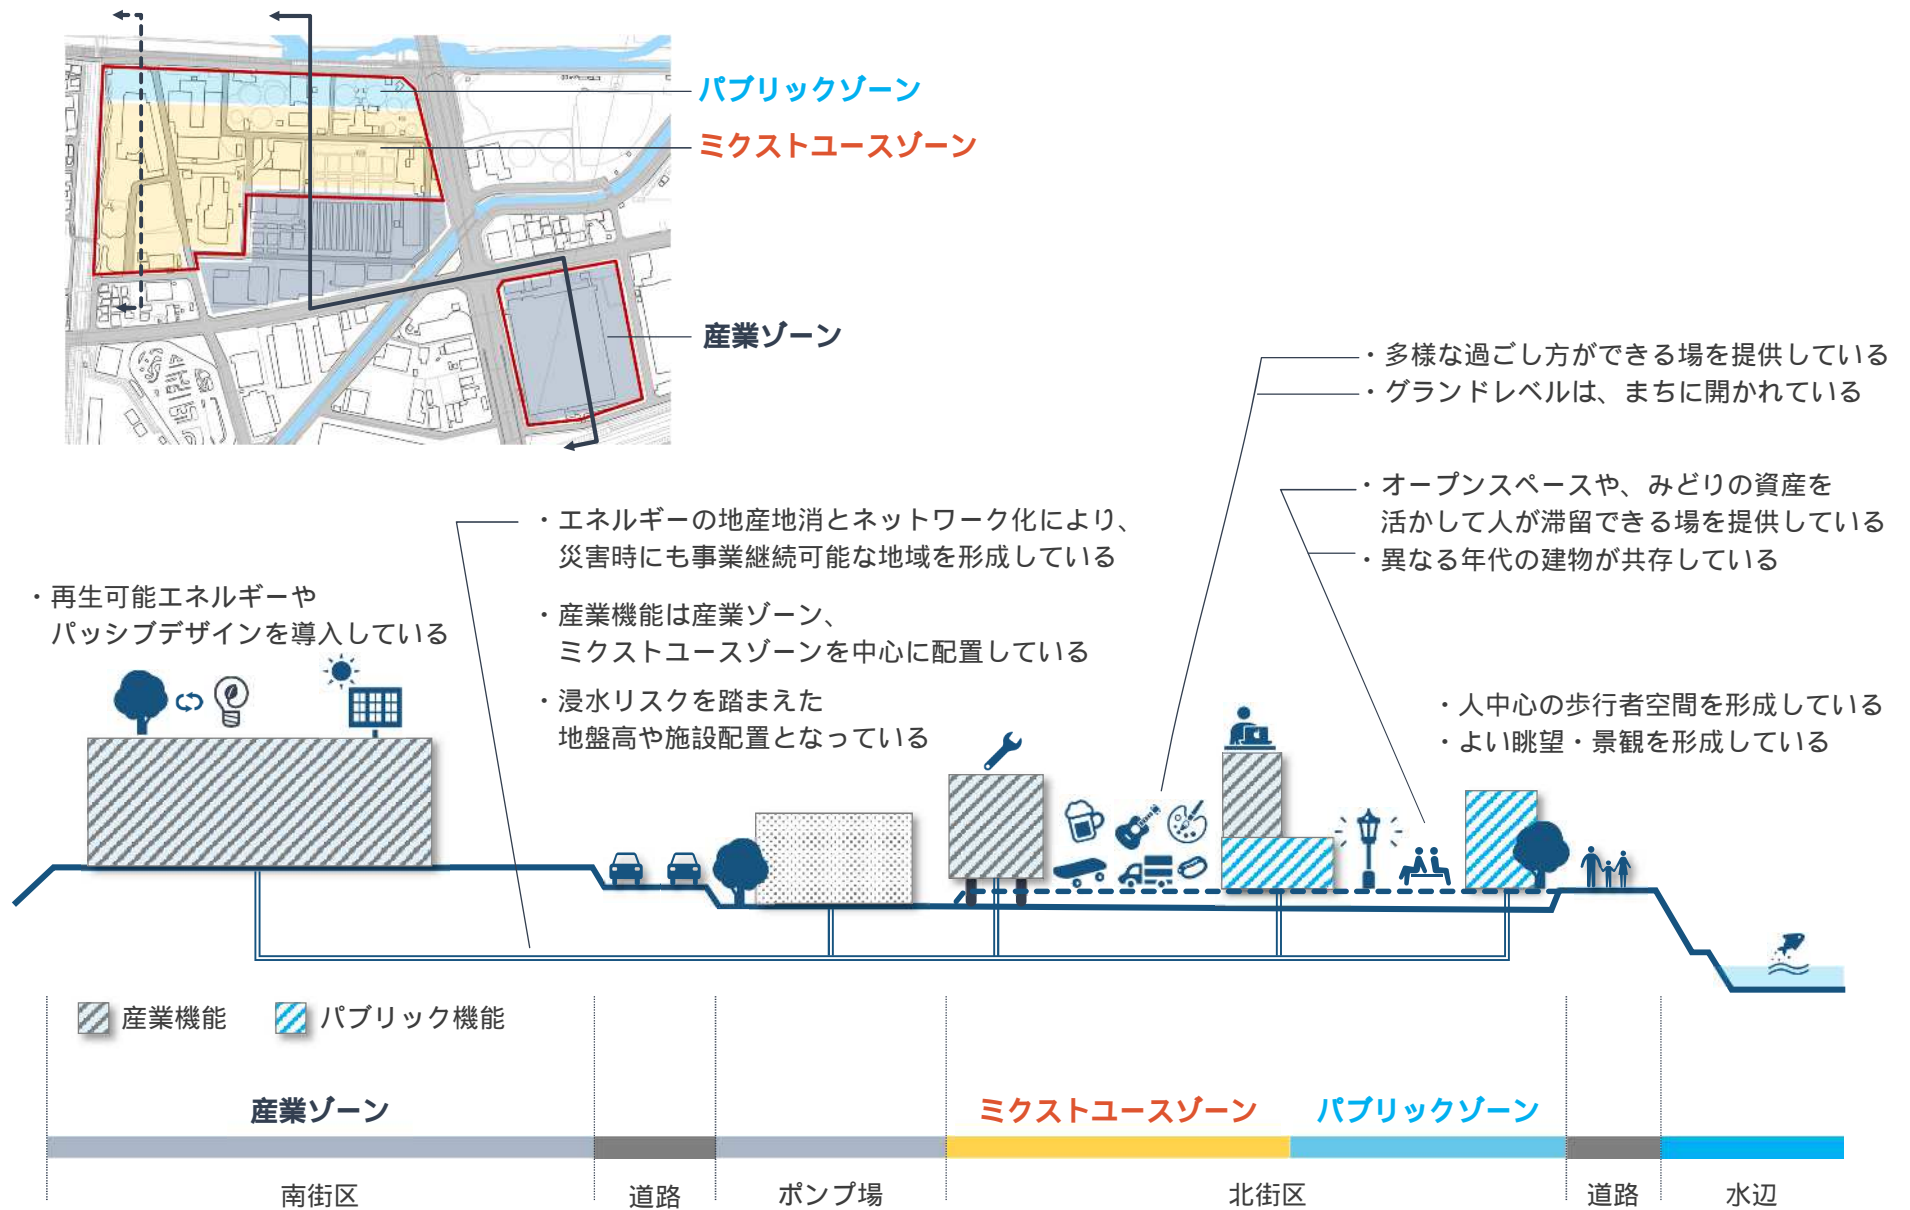 パブリックゾーン
ミクストユースゾーン
産業ゾーン
・多様な過ごし方ができる場を提供している
・グランドレベルは、まちに開かれている
・オープンスペースや、みどりの資産を
活かして人が滞留できる場を提供している
・異なる年代の建物が共存している
・エネルギーの地産地消とネットワーク化により、
災害時にも事業継続可能な地域を形成している
・再生可能エネルギーや
パッシブデザインを導入している
・産業機能は産業ゾーン、
ミクストユースゾーンを中心に配置している
・浸水リスクを踏まえた
地盤高や施設配置となっている
・人中心の歩行者空間を形成している
・よい眺望・景観を形成している
産業機能
パブリック機能
産業ゾーン
ミクストユースゾーン
パブリックゾーン
南街区
道路
ポンプ場
北街区
道路
水辺